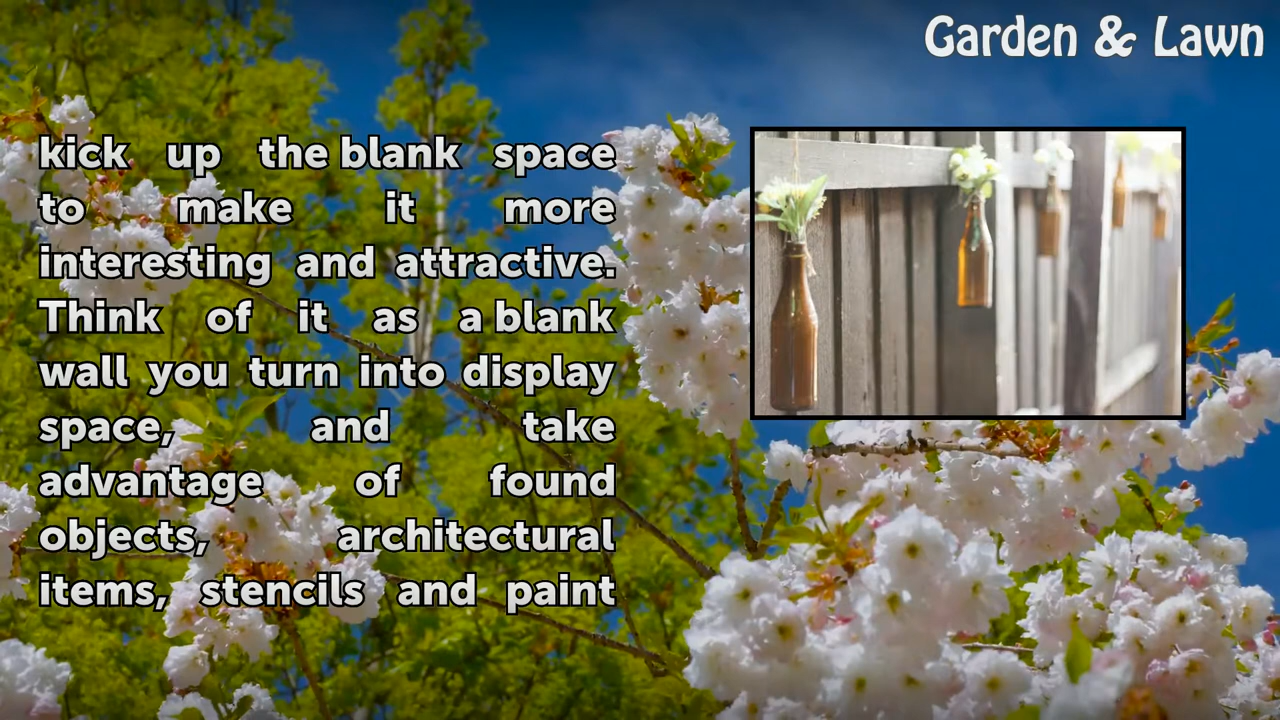 Garden & Lawn
kick up the blank space
to make it more
interesting and attractive.
Think of it as a blank
wall you turn into display
space, and take
advantage of found
objects, architectural
items, stencils and paint